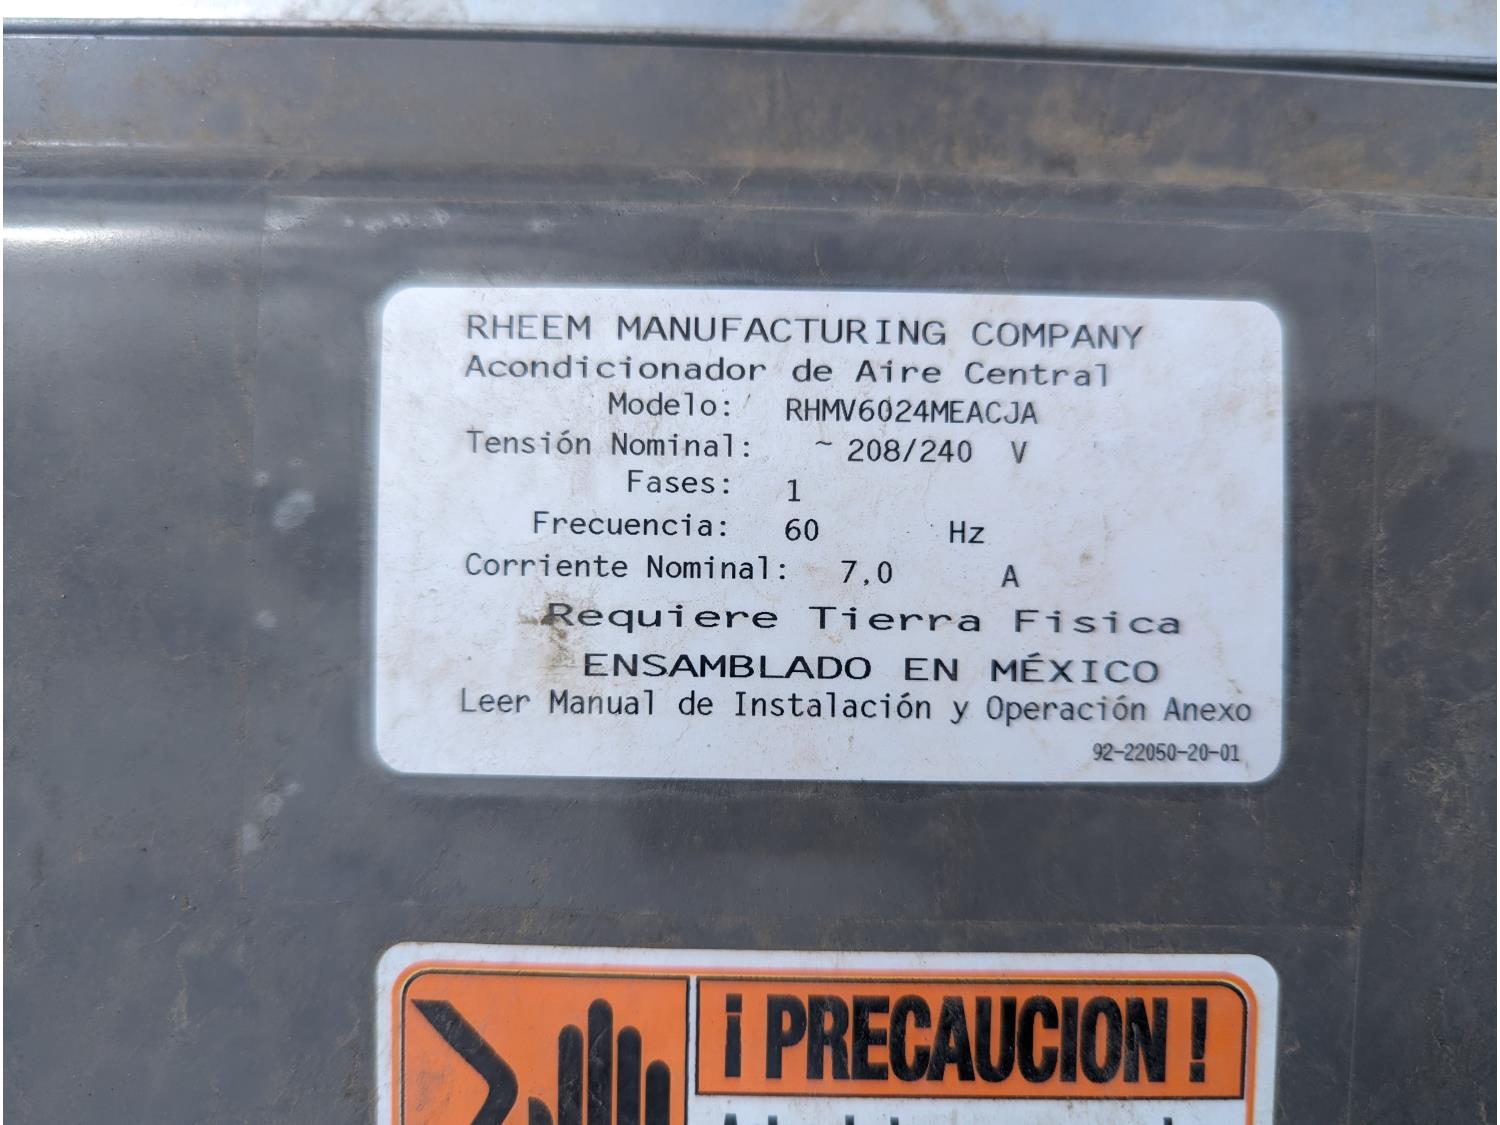 RHEEM MANUFACTURING COMPANY
Acondicionador de Aire Central
Modelo: RHMV6024MEACJA
Tensión Nominal: ~ 208/240 V
Fases: 1
Frecuencia: 60 Hz
Corriente Nominal: 7,0 A
Requiere Tierra Fisica
ENSAMBLADO EN MÉXICO
Leer Manual de Instalación y Operación Anexo
92-22050-20-01
¡PRECAUCION!